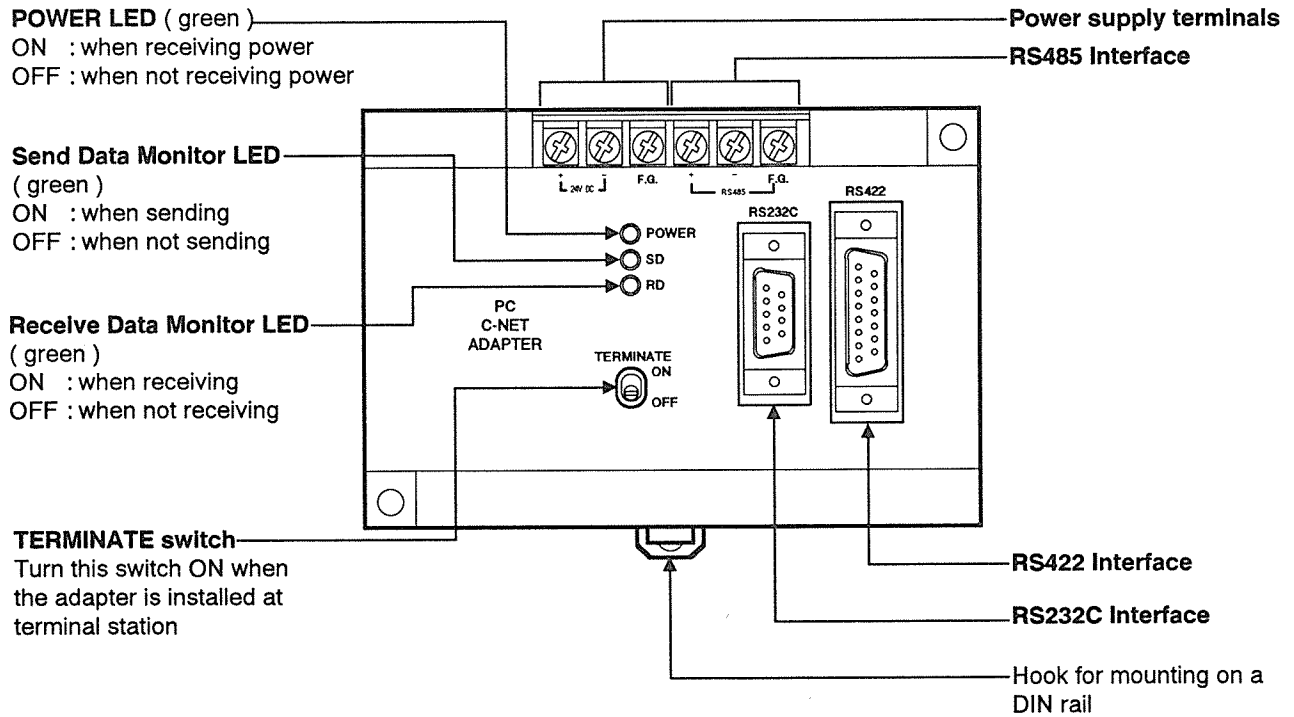 POWER LED ( green )
ON : when receiving power
OFF : when not receiving power
Send Data Monitor LED
( green )
ON : when sending
OFF : when not sending
Receive Data Monitor LED
( green )
ON : when receiving
OFF : when not receiving
TERMINATE switch
Turn this switch ON when
the adapter is installed at
terminal station
Power supply terminals
RS485 Interface
+ − F.G. + − F.G.
24V DC RS485
RS232C
RS422
POWER
SD
RD
PC
C-NET
ADAPTER
TERMINATE
ON
OFF
RS422 Interface
RS232C Interface
Hook for mounting on a
DIN rail